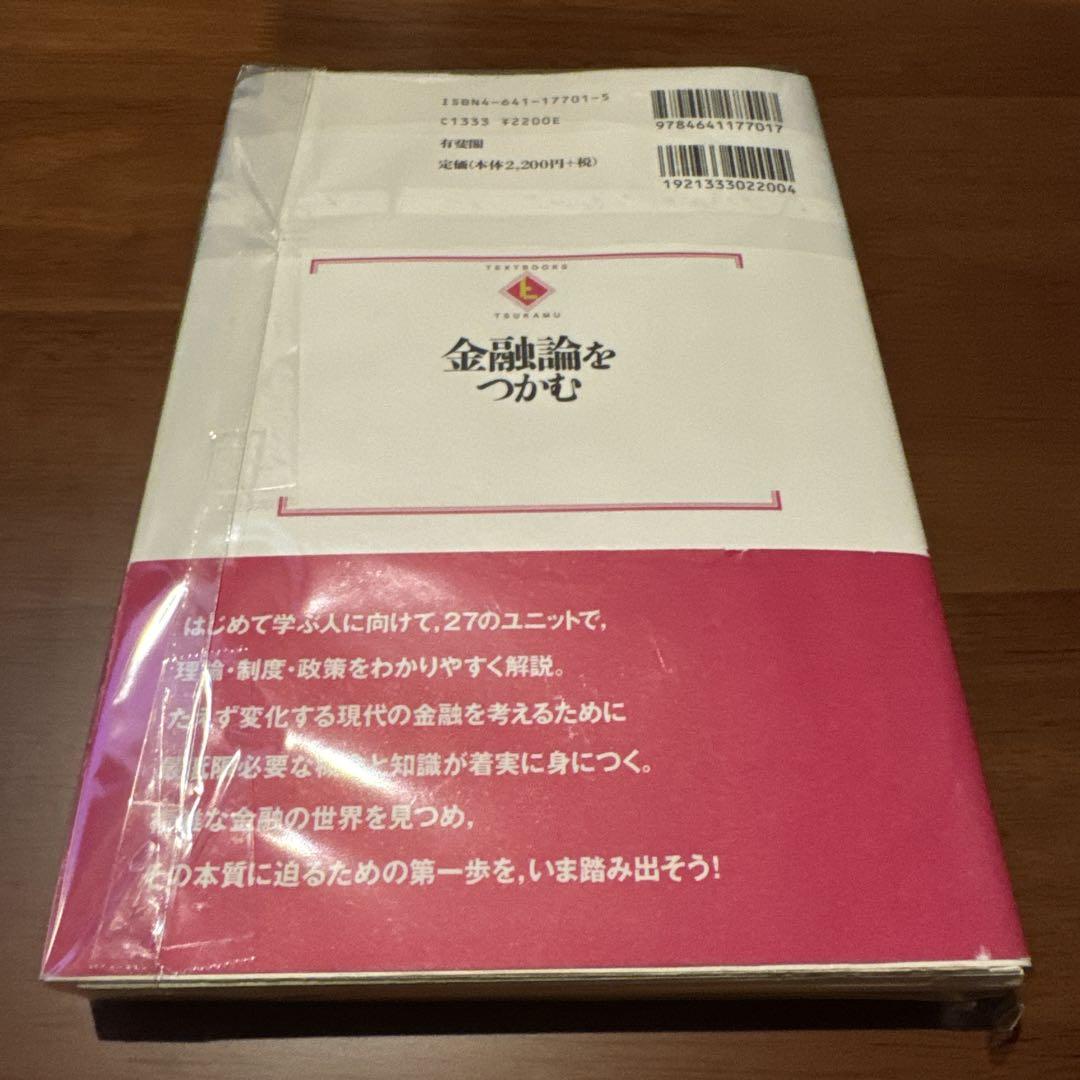 ISBN4-641-17701-5
C1333 ¥2200E
有斐閣
定価(本体2,200円+税)
9784641177017
1921333022004
TEXTBOOKS
TSUKAMU
金融論を
つかむ
はじめて学ぶ人に向けて,27のユニットで,
理論・制度・政策をわかりやすく解説。
たえず変化する現代の金融を考えるために
最低限必要な と知識が着実に身につく。
な金融の世界を見つめ,
その本質に迫るための第一歩を,いま踏み出そう!